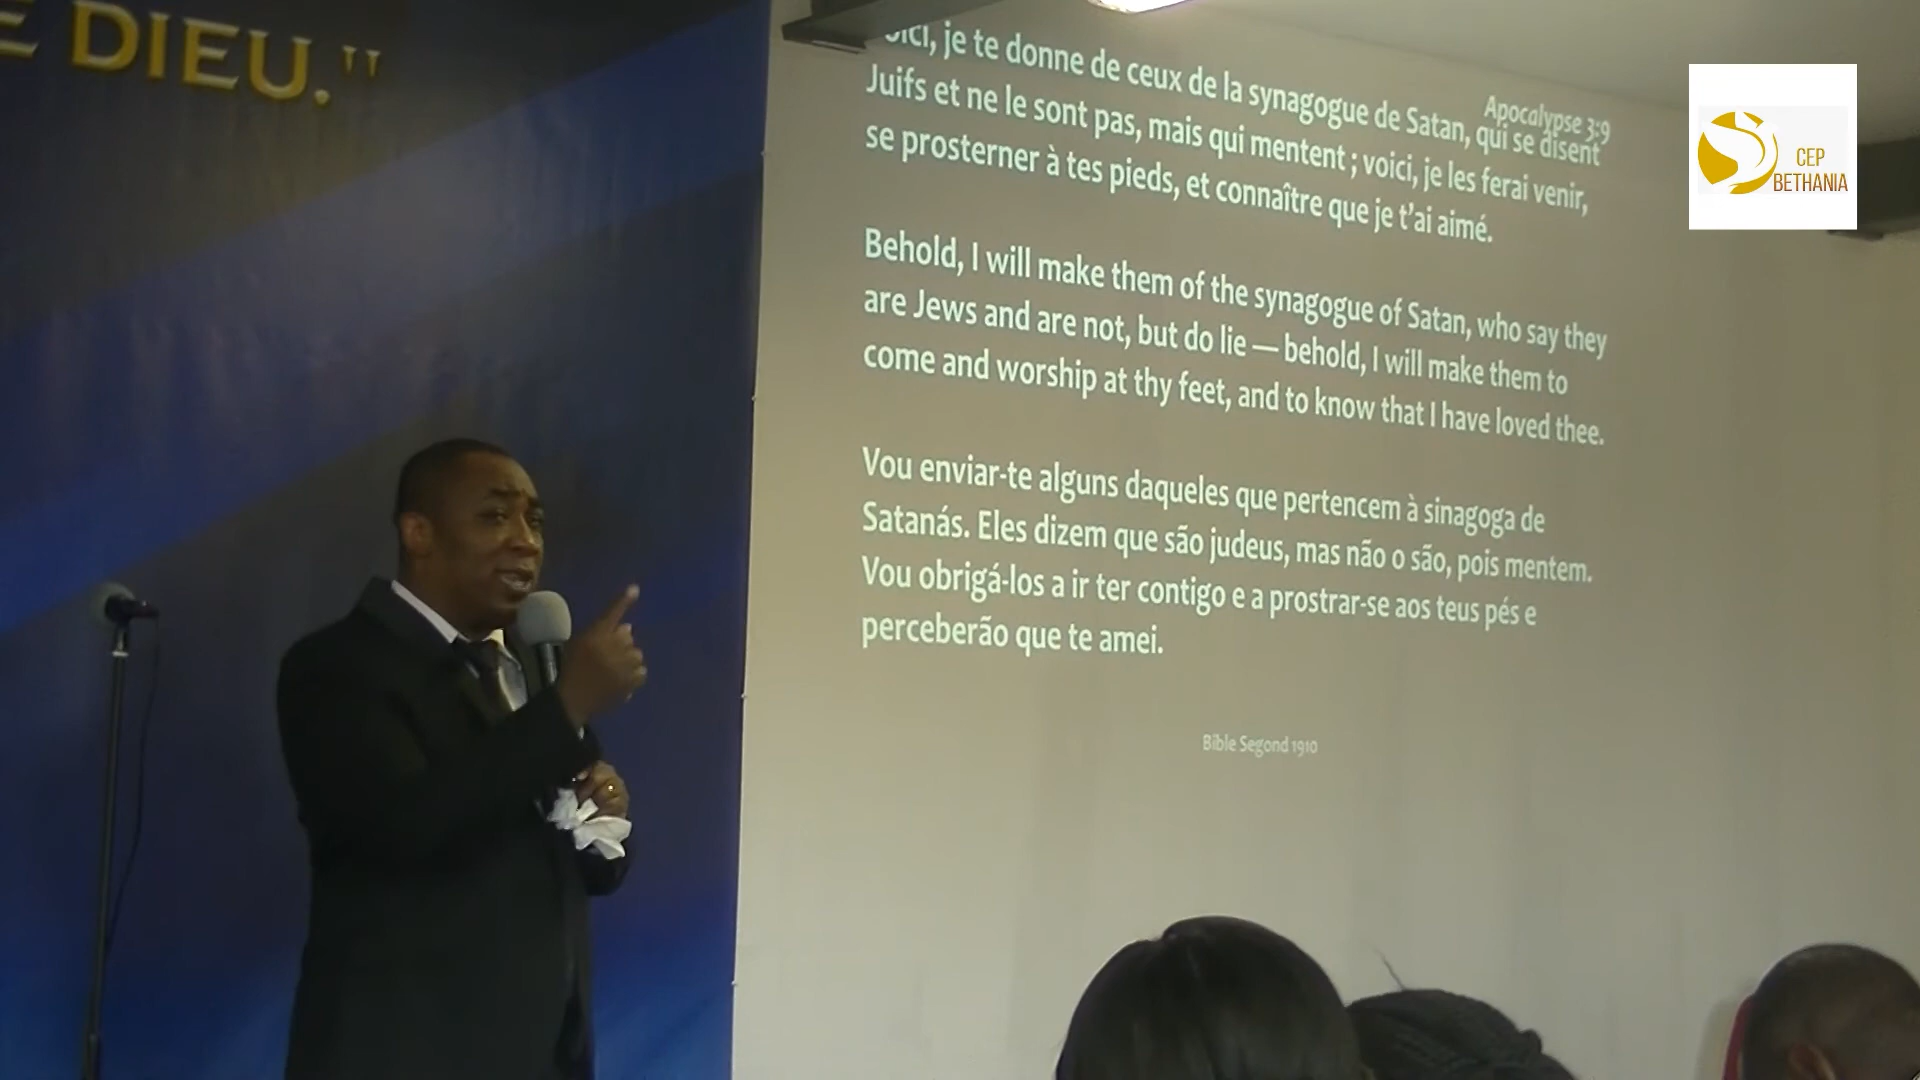 E DIEU."
Apocalypse 3:9
je te donne de ceux de la synagogue de Satan, qui se disent
Juifs et ne le sont pas, mais qui mentent ; voici, je les ferai venir,
se prosterner à tes pieds, et connaître que je t'ai aimé.
Behold, I will make them of the synagogue of Satan, who say they
are Jews and are not, but do lie — behold, I will make them to
come and worship at thy feet, and to know that I have loved thee.
Vou enviar-te alguns daqueles que pertencem à sinagoga de
Satanás. Eles dizem que são judeus, mas não o são, pois mentem.
Vou obrigá-los a ir ter contigo e a prostrar-se aos teus pés e
perceberão que te amei.
Bible Segond 1910
CEP
BETHANIA